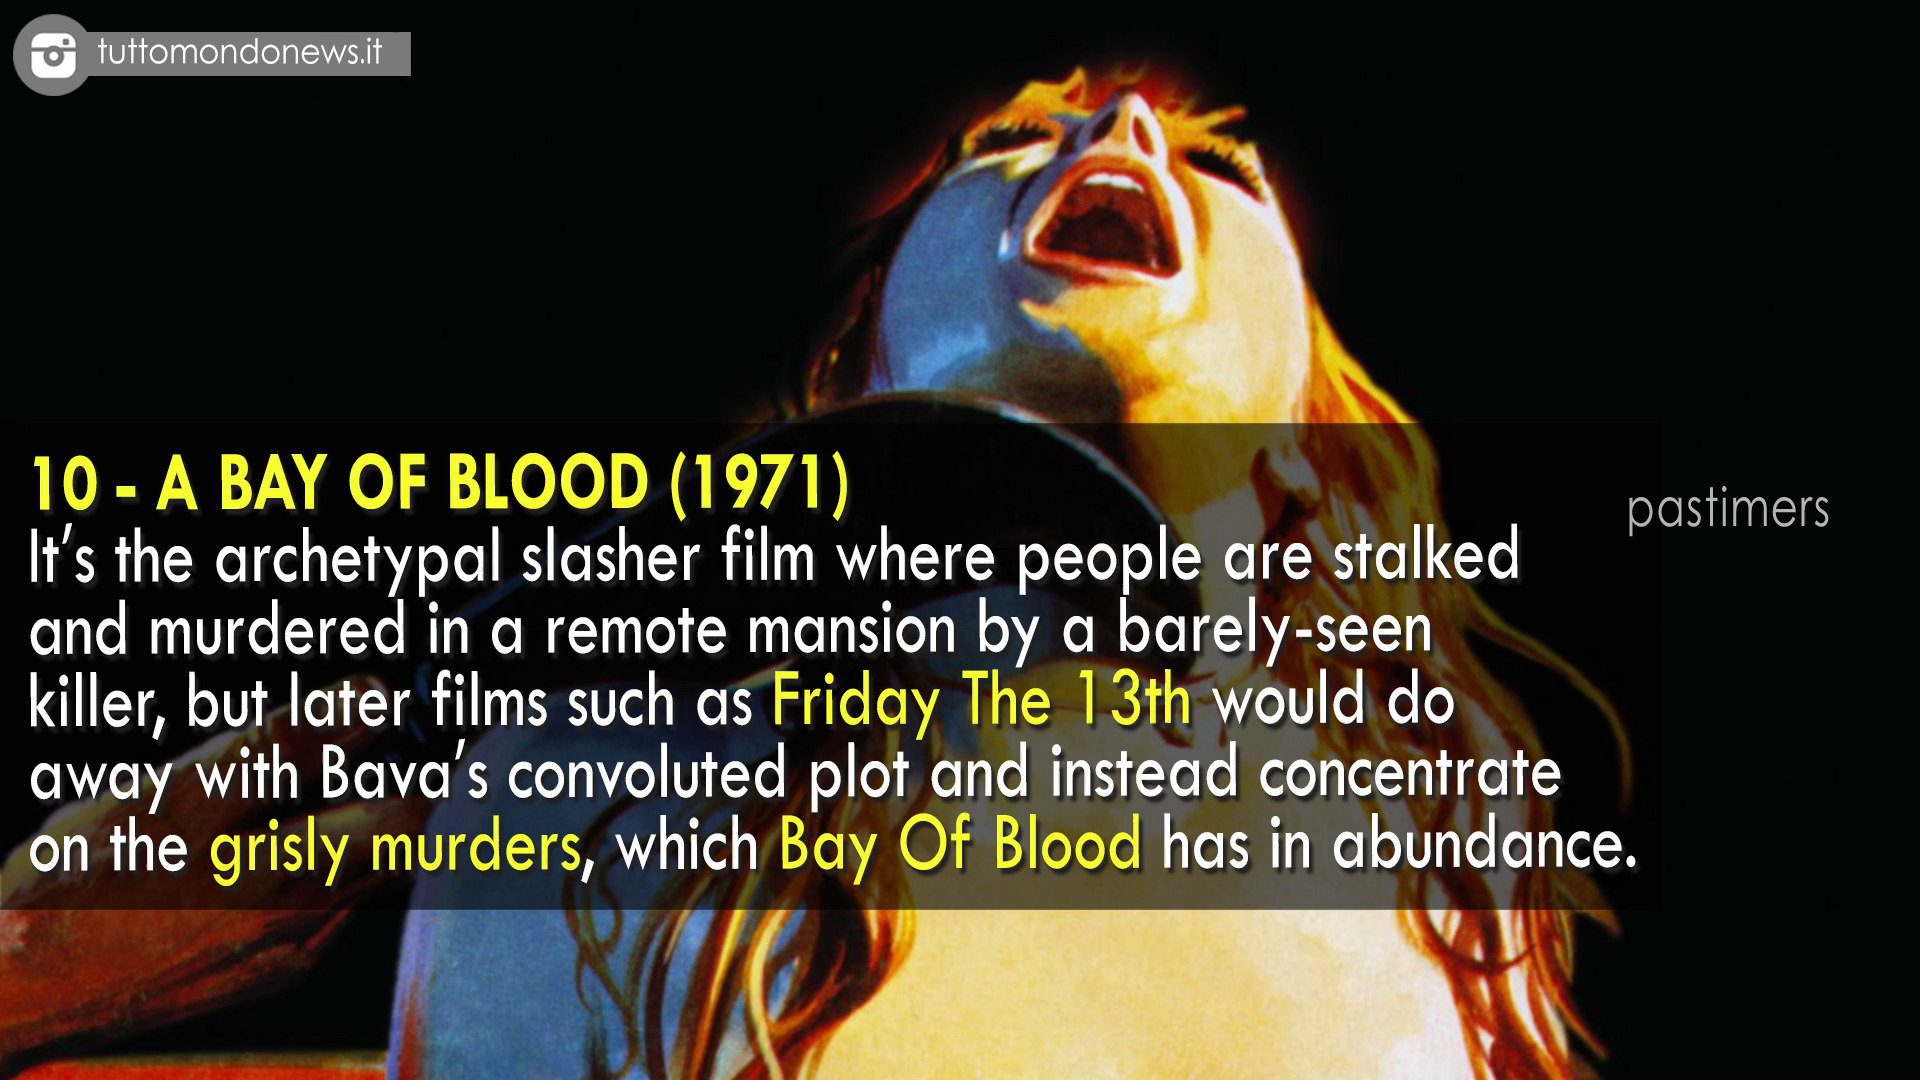 tuttomondonews.it
10 - A BAY OF BLOOD (1971)
It's the archetypal slasher film where people are stalked
and murdered in a remote mansion by a barely-seen
killer, but later films such as Friday The 13th would do
away with Bava's convoluted plot and instead concentrate
on the grisly murders, which Bay Of Blood has in abundance.
pastimers